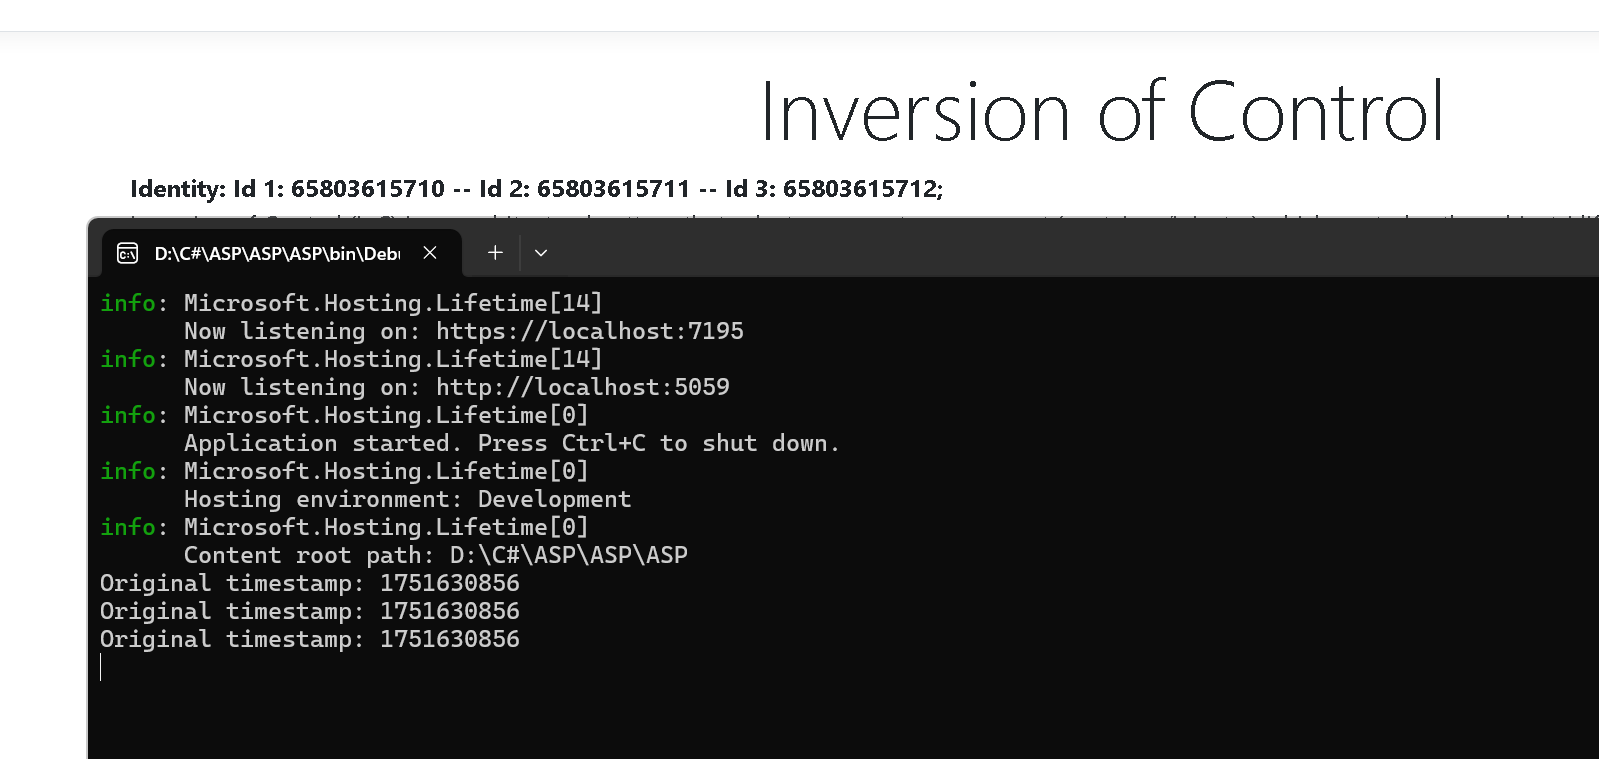 Inversion of Control
Identity: Id 1: 65803615710 -- Id 2: 65803615711 -- Id 3: 65803615712;
D:\C#\ASP\ASP\ASP\bin\Deb
info: Microsoft.Hosting.Lifetime[14]
Now listening on: https://localhost:7195
info: Microsoft.Hosting.Lifetime[14]
Now listening on: http://localhost:5059
info: Microsoft.Hosting.Lifetime[0]
Application started. Press Ctrl+C to shut down.
info: Microsoft.Hosting.Lifetime[0]
Hosting environment: Development
info: Microsoft.Hosting.Lifetime[0]
Content root path: D:\C#\ASP\ASP\ASP
Original timestamp: 1751630856
Original timestamp: 1751630856
Original timestamp: 1751630856